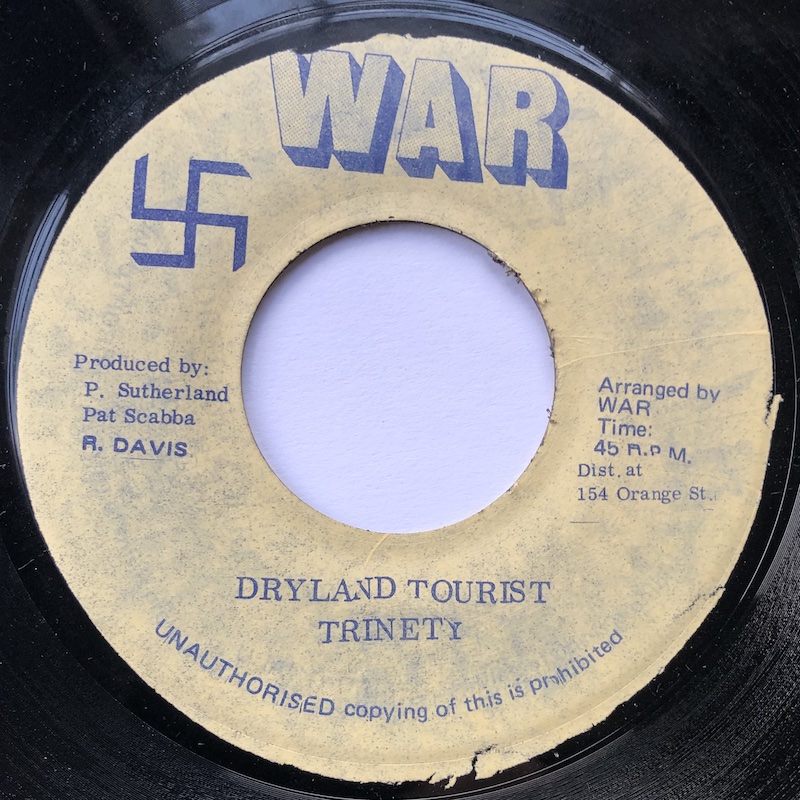 WAR
Produced by:
P. Sutherland
Pat Scabba
R. DAVIS
Arranged by
WAR
Time:
45 R.P M.
Dist. at
154 Orange St.
DRYLAND TOURIST
TRINETY
UNAUTHORISED copying of this is prohibited